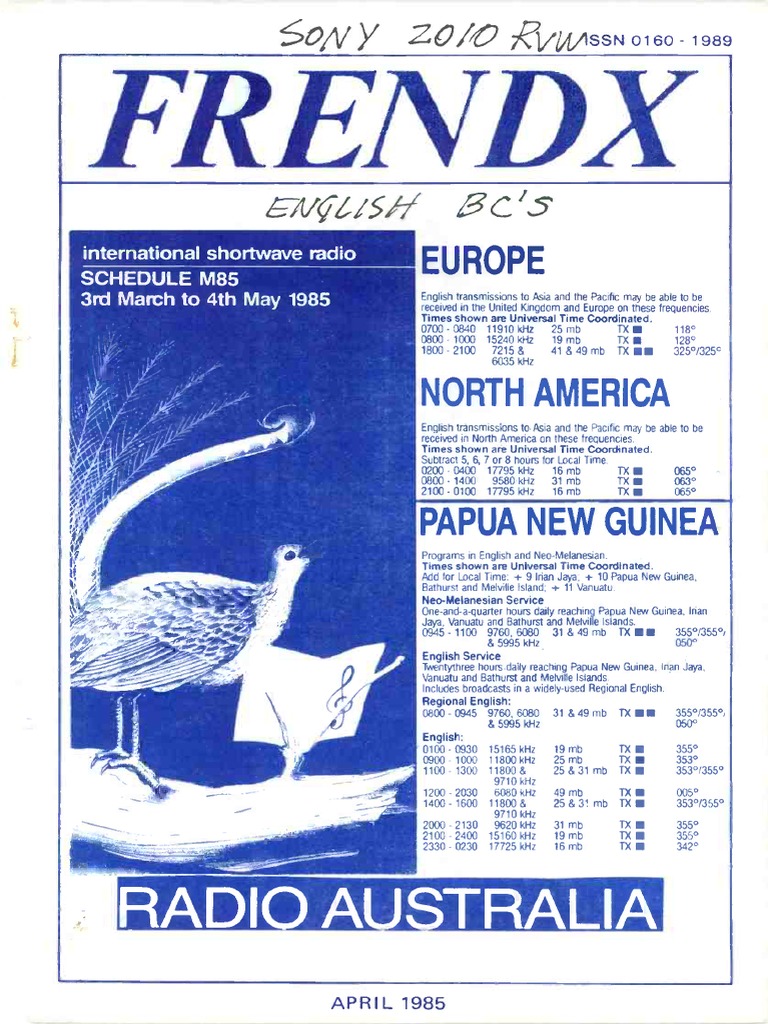 SONY 2010 RVW
ISSN 0160 - 1989
FRENDX
ENGLISH BC'S
international shortwave radio
SCHEDULE M85
3rd March to 4th May 1985
EUROPE
English transmissions to Asia and the Pacific may be able to be
received in the United Kingdom and Europe on these frequencies.
Times shown are Universal Time Coordinated.
0700 - 0840 11910 kHz 25 mb TX ■ 118°
0800 - 1000 15240 kHz 19 mb TX ■ 128°
1800 - 2100 7215 & 41 & 49 mb TX ■ ■ 325°/325°
6035 kHz
NORTH AMERICA
English transmissions to Asia and the Pacific may be able to be
received in North America on these frequencies.
Times shown are Universal Time Coordinated.
Subtract 5, 6, 7 or 8 hours for Local Time.
0200 - 0400 17795 kHz 16 mb TX ■ 065°
0800 - 1400 9580 kHz 31 mb TX ■ 063°
2100 - 0100 17795 kHz 16 mb TX ■ 065°
PAPUA NEW GUINEA
Programs in English and Neo-Melanesian.
Times shown are Universal Time Coordinated.
Add for Local Time: + 9 Irian Jaya, + 10 Papua New Guinea,
Bathurst and Melville Island, + 11 Vanuatu.
Neo-Melanesian Service
One-and-a-quarter hours daily reaching Papua New Guinea, Irian
Jaya, Vanuatu and Bathurst and Melville Islands.
0945 - 1100 9760, 6080 31 & 49 mb TX ■ ■ 355°/355°/
& 5995 kHz 050°
English Service
Twentythree hours daily reaching Papua New Guinea, Irian Jaya,
Vanuatu and Bathurst and Melville Islands.
Includes broadcasts in a widely-used Regional English.
Regional English:
0800 - 0945 9760, 6080 31 & 49 mb TX ■ ■ 355°/355°/
& 5995 kHz 050°
English:
0100 - 0930 15165 kHz 19 mb TX ■ 355°
0900 - 1000 11800 kHz 25 mb TX ■ 353°
1100 - 1300 11800 & 25 & 31 mb TX ■ 353°/355°
9710 kHz
1200 - 2030 6080 kHz 49 mb TX ■ 005°
1400 - 1600 11800 & 25 & 31 mb TX ■ 353°/355°
9710 kHz
2000 - 2130 9620 kHz 31 mb TX ■ 355°
2100 - 2400 15160 kHz 19 mb TX ■ 355°
2330 - 0230 17725 kHz 16 mb TX ■ 342°
RADIO AUSTRALIA
APRIL 1985